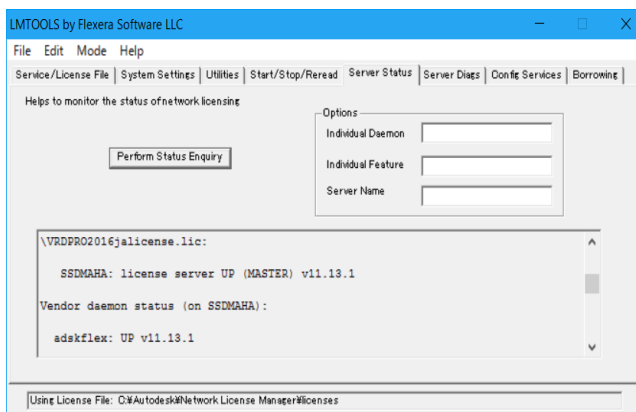 LMTOOLS by Flexera Software LLC
File Edit Mode Help
Service/License File System Settings Utilities Start/Stop/Reread Server Status Server Diags Config Services Borrowing
Helps to monitor the status of network licensing
Options
Individual Daemon
Perform Status Enquiry
Individual Feature
Server Name
\VRDPRO2016jalicense.lic:
SSDMAHA: license server UP (MASTER) v11.13.1
Vendor daemon status (on SSDMAHA):
adskflex: UP v11.13.1
Using License File: C:¥Autodesk¥Network License Manager¥licenses